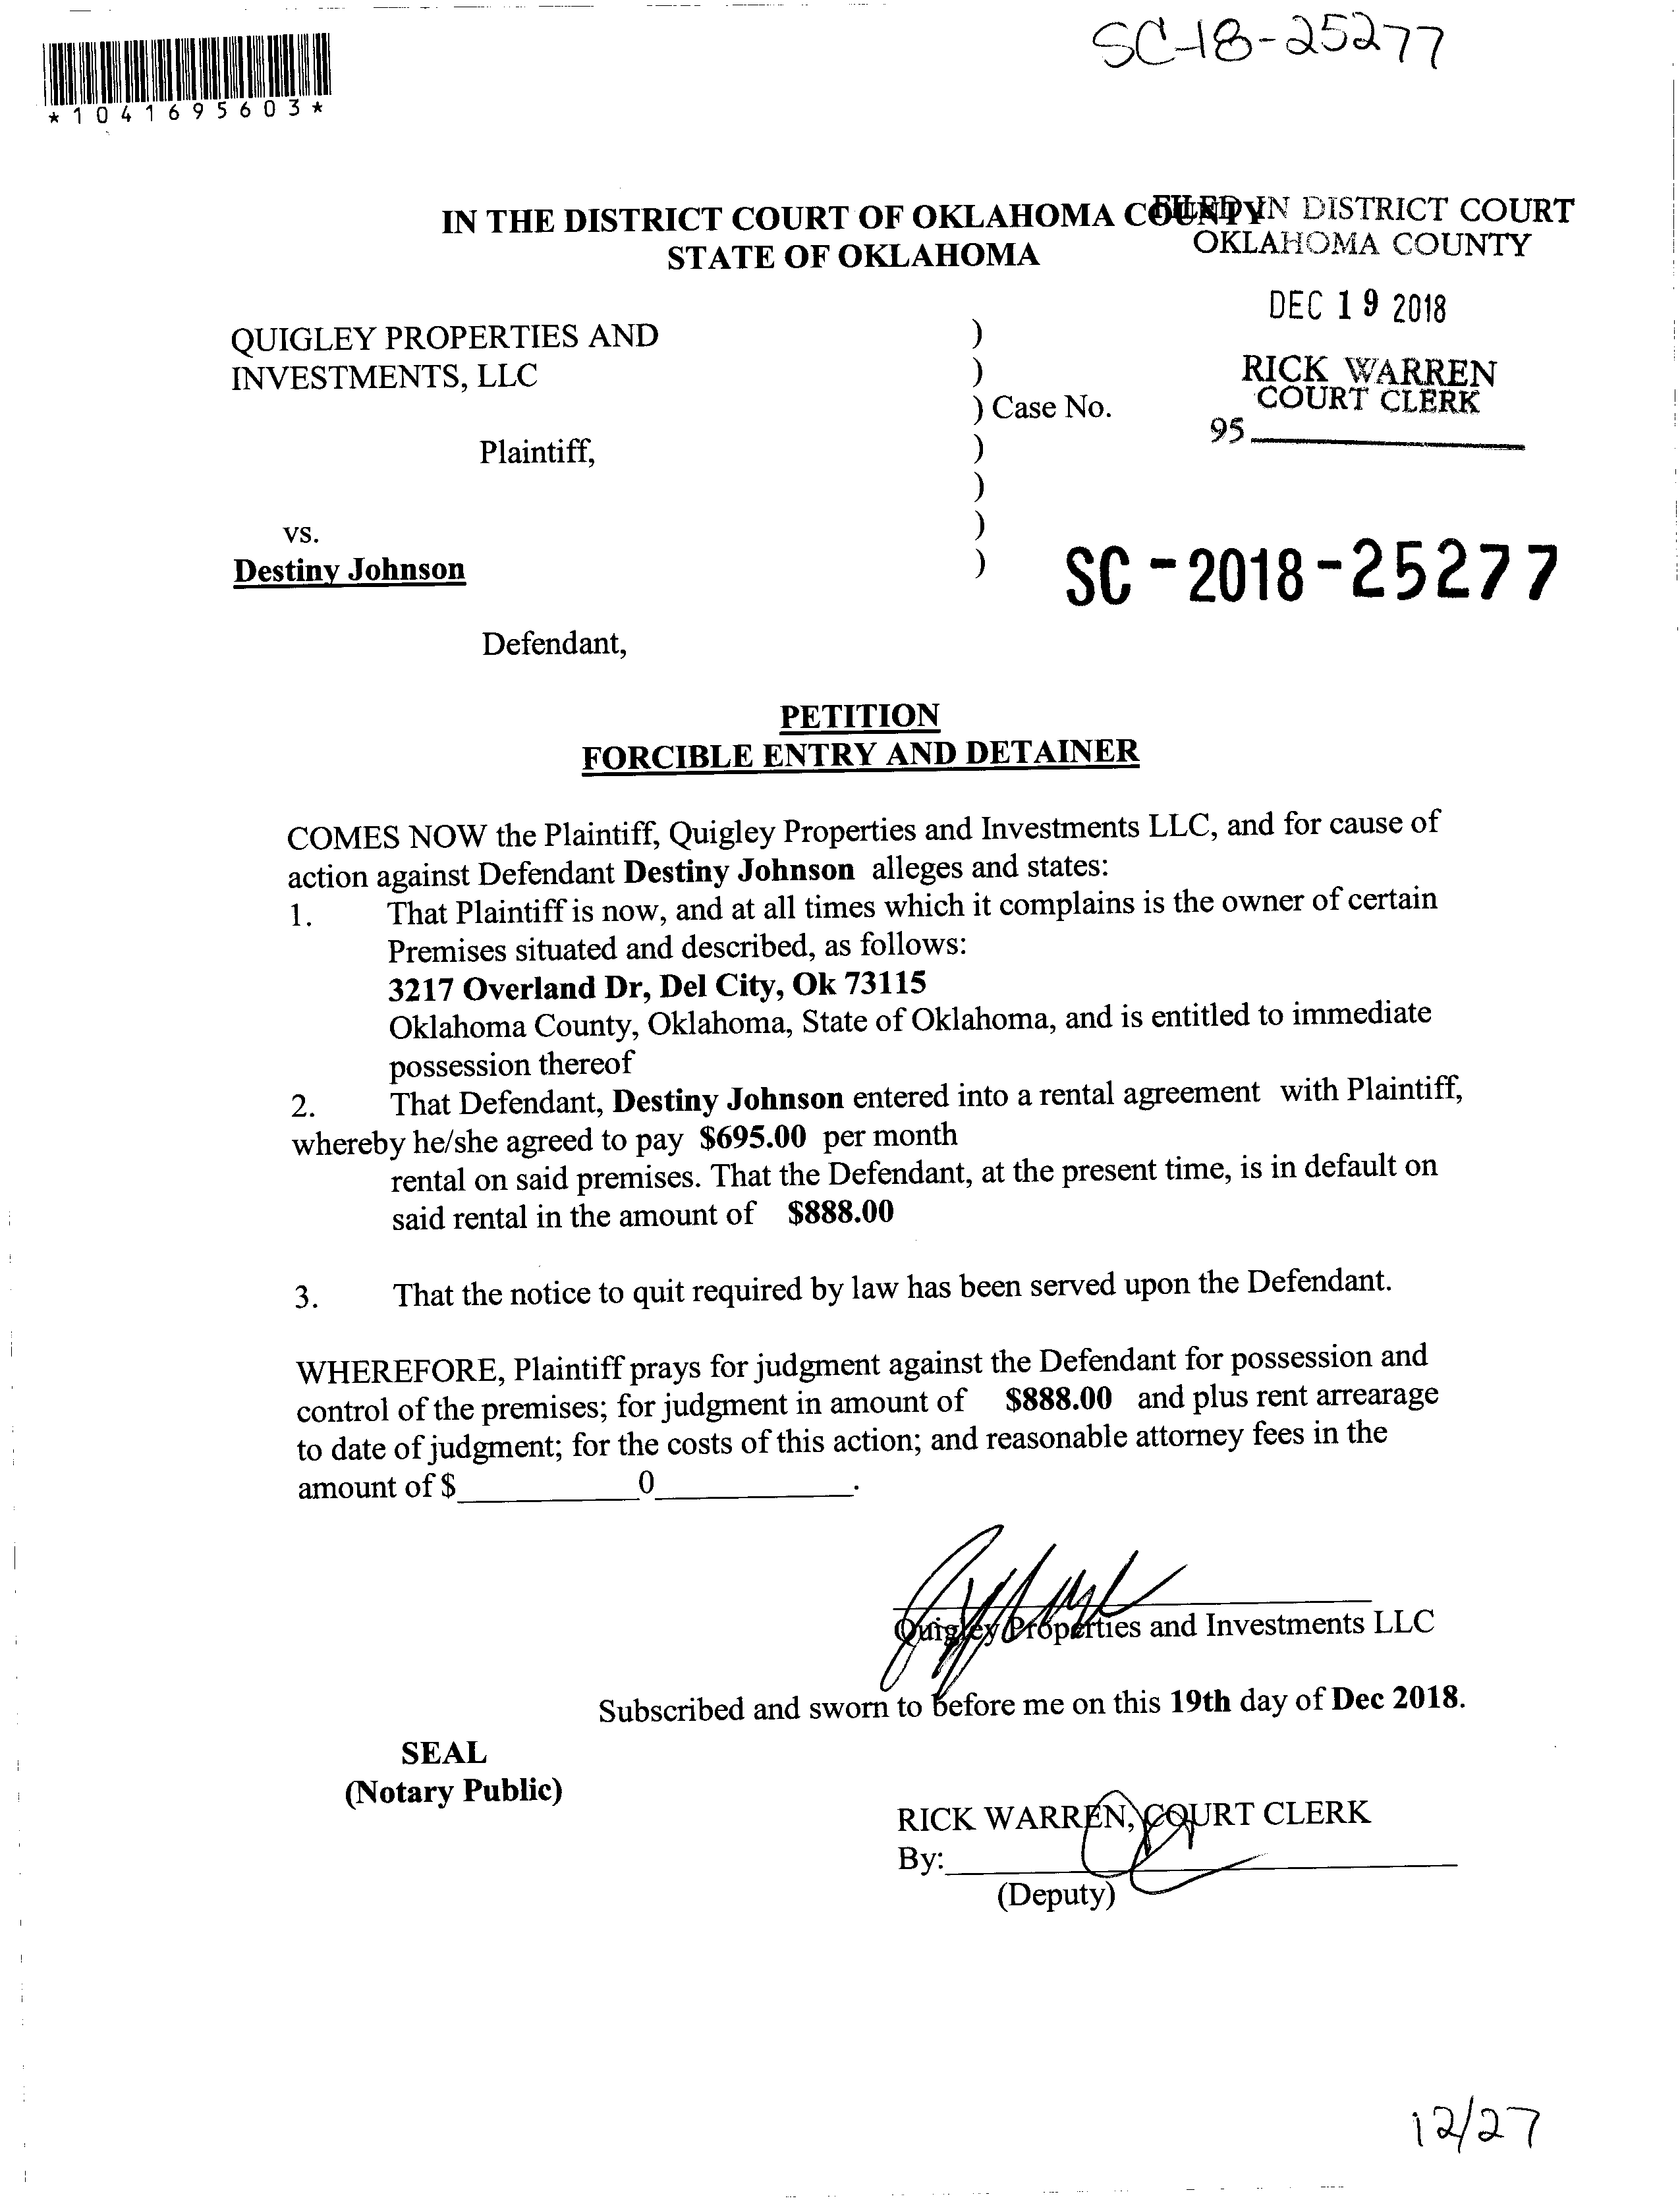 SC-18-25277
*1041695603*
IN THE DISTRICT COURT OF OKLAHOMA COUNTY
FILED IN DISTRICT COURT
STATE OF OKLAHOMA
OKLAHOMA COUNTY
DEC 19 2018
QUIGLEY PROPERTIES AND )
INVESTMENTS, LLC )
RICK WARREN
COURT CLERK
) Case No.
95
Plaintiff, )
)
vs. )
Destiny Johnson )
SC-2018-25277
Defendant,
PETITION
FORCIBLE ENTRY AND DETAINER
COMES NOW the Plaintiff, Quigley Properties and Investments LLC, and for cause of
action against Defendant Destiny Johnson alleges and states:
1. That Plaintiff is now, and at all times which it complains is the owner of certain
Premises situated and described, as follows:
3217 Overland Dr, Del City, Ok 73115
Oklahoma County, Oklahoma, State of Oklahoma, and is entitled to immediate
possession thereof
2. That Defendant, Destiny Johnson entered into a rental agreement with Plaintiff,
whereby he/she agreed to pay $695.00 per month
rental on said premises. That the Defendant, at the present time, is in default on
said rental in the amount of $888.00
3. That the notice to quit required by law has been served upon the Defendant.
WHEREFORE, Plaintiff prays for judgment against the Defendant for possession and
control of the premises; for judgment in amount of $888.00 and plus rent arrearage
to date of judgment; for the costs of this action; and reasonable attorney fees in the
amount of $____________0____________.
Quigley Properties and Investments LLC
Subscribed and sworn to before me on this 19th day of Dec 2018.
SEAL
(Notary Public)
RICK WARREN, COURT CLERK
By:
(Deputy)
12/27